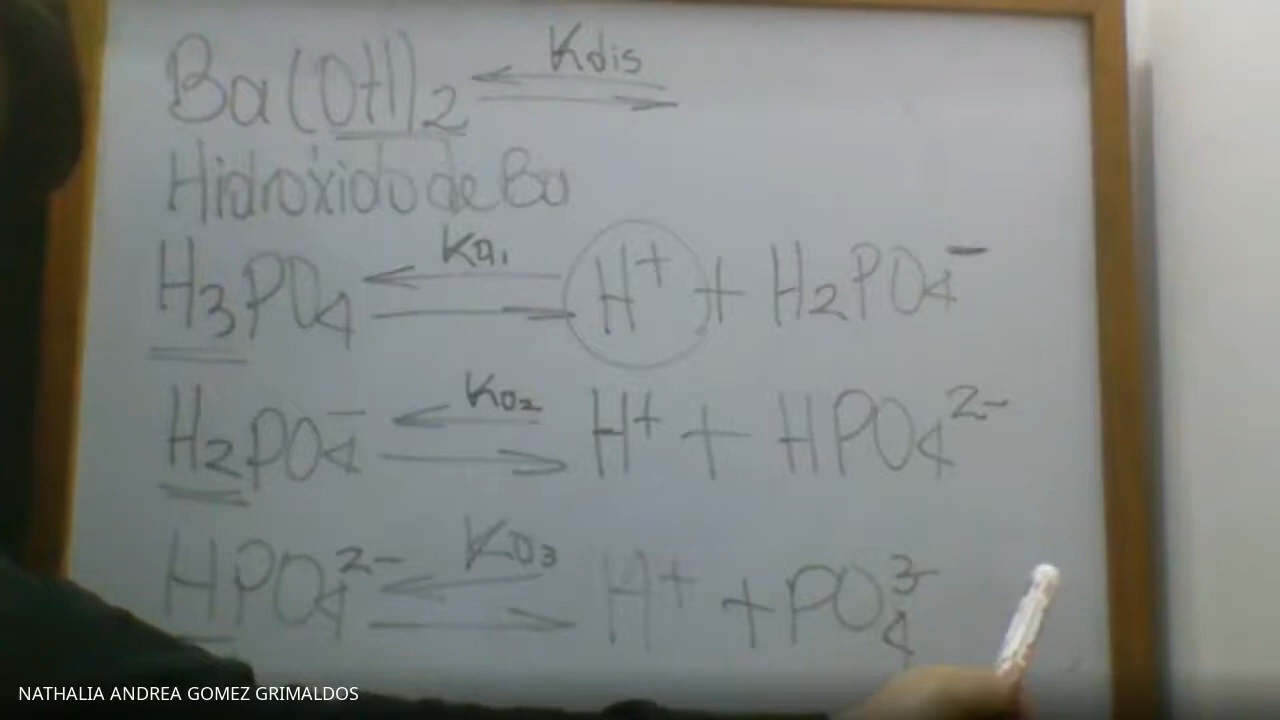 Ba(OH)2 ⇌ Kdis
Hidróxido de Ba
H3PO4 ⇌ Ka1 H+ + H2PO4-
H2PO4- ⇌ Ka2 H+ + HPO4 2-
HPO4 2- ⇌ Ka3 H+ + PO4 3-
NATHALIA ANDREA GOMEZ GRIMALDOS